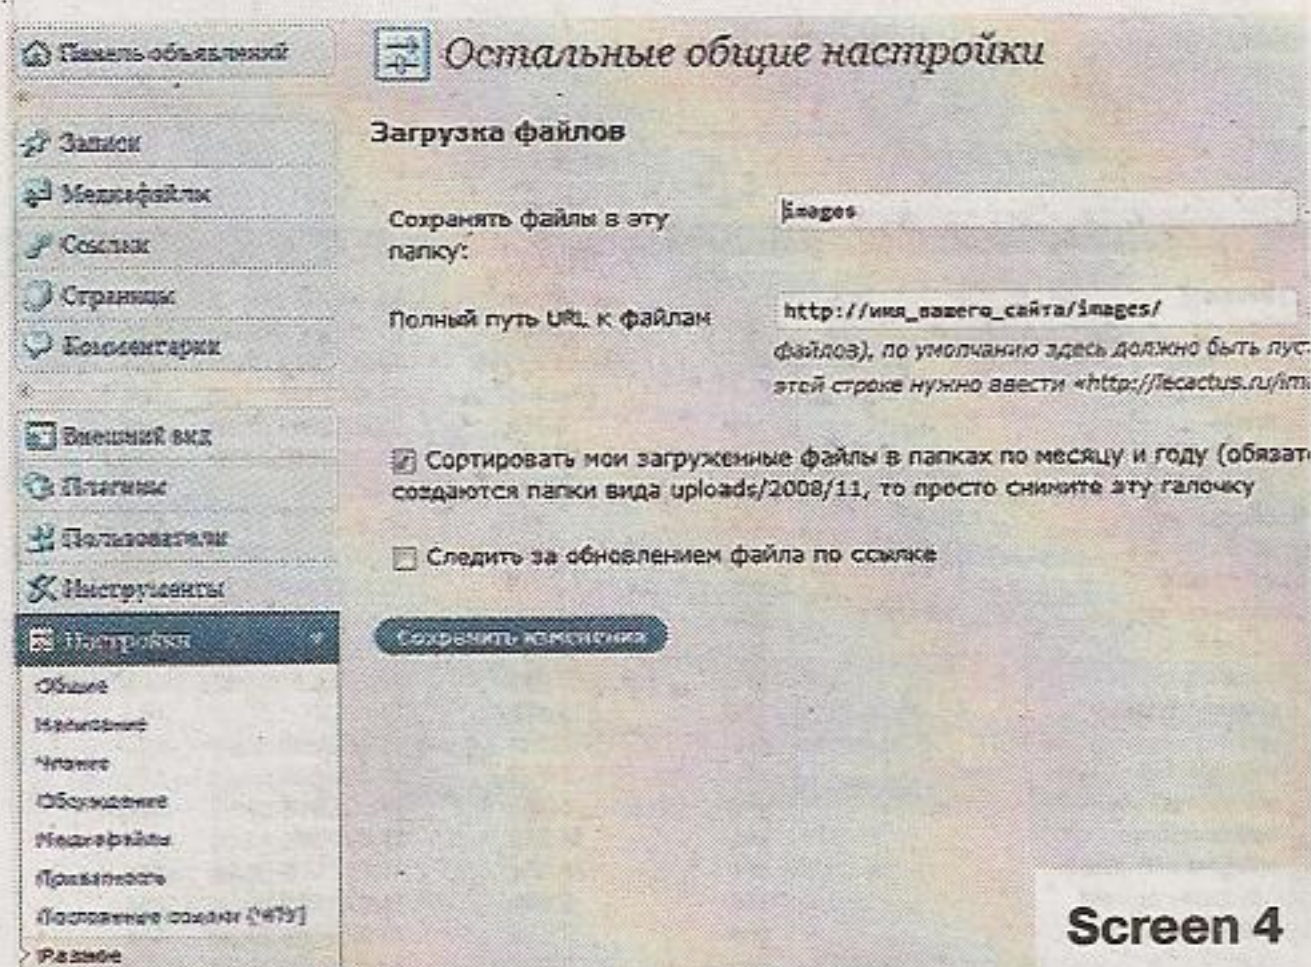 Панель объявлений
Записи
Медиафайлы
Ссылки
Страницы
Комментарии
Внешний вид
Плагины
Пользователи
Инструменты
Настройки
Общие
Написание
Чтение
Обсуждение
Медиафайлы
Приватность
Постоянные ссылки [ЧПУ]
Разное
Остальные общие настройки
Загрузка файлов
Сохранять файлы в эту
папку:
images
Полный путь URL к файлам
http://имя_вашего_сайта/images/
файлов), по умолчанию здесь должно быть пус
этой строке нужно ввести «http://lecactus.ru/im
Сортировать мои загруженные файлы в папках по месяцу и году (обязат
создаются папки вида uploads/2008/11, то просто снимите эту галочку
Следить за обновлением файла по ссылке
Сохранить изменения
Screen 4